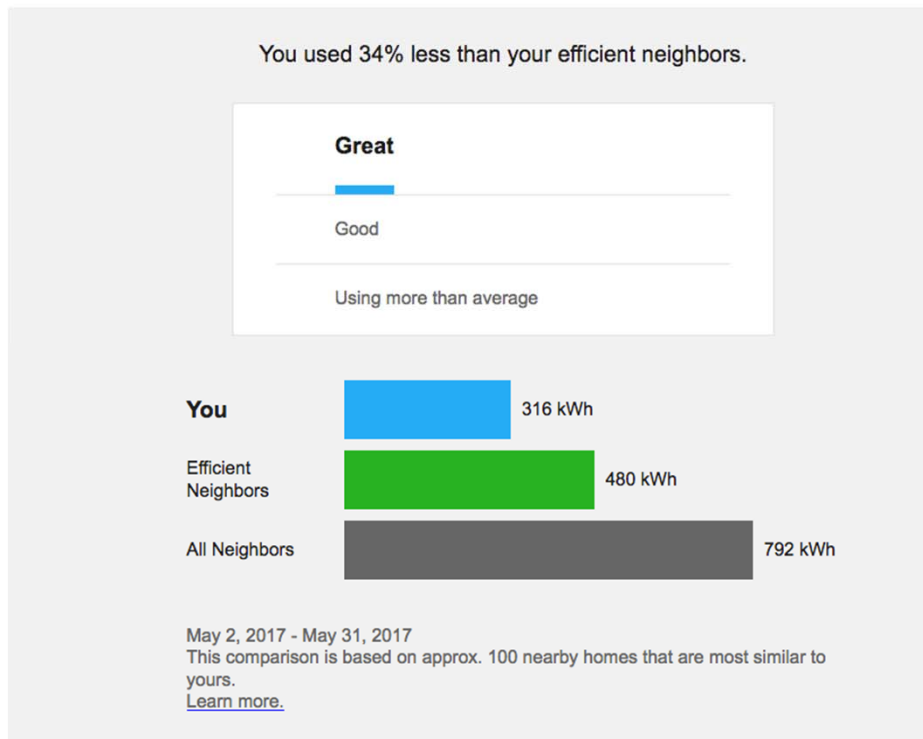 You used 34% less than your efficient neighbors.
Great
Good
Using more than average
You
316 kWh
Efficient
Neighbors
480 kWh
All Neighbors
792 kWh
May 2, 2017 - May 31, 2017
This comparison is based on approx. 100 nearby homes that are most similar to
yours.
Learn more.